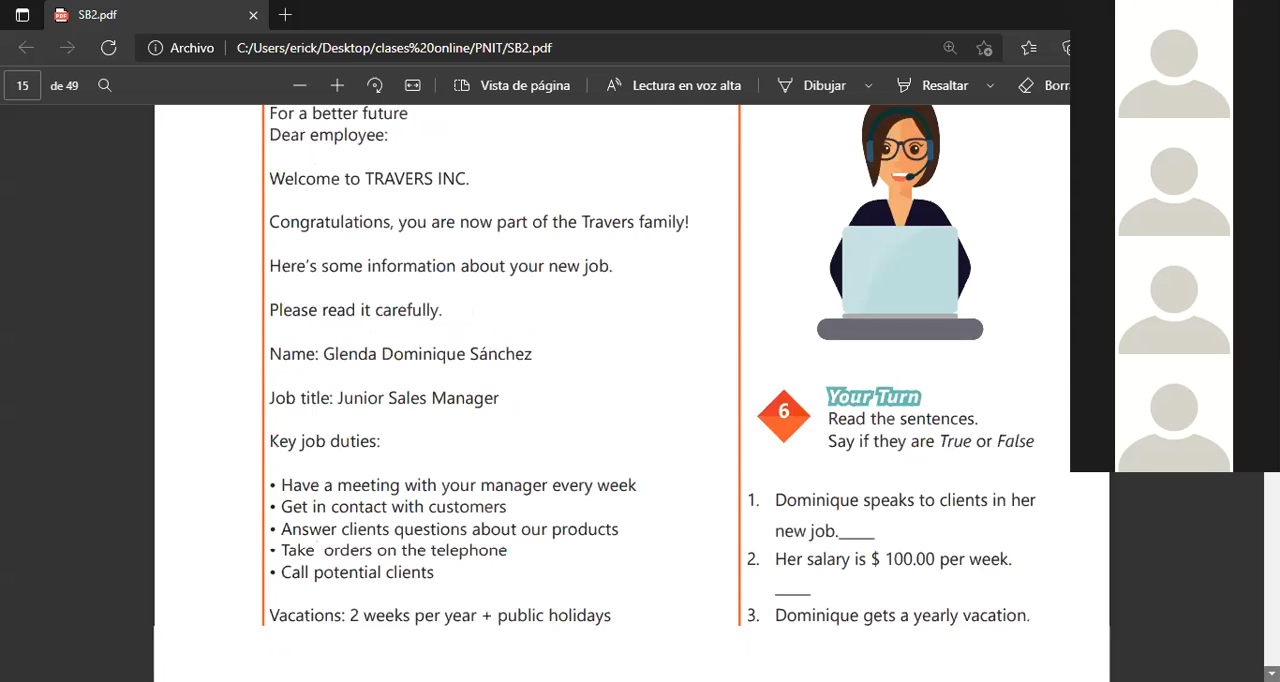 SB2.pdf
Archivo
C:/Users/erick/Desktop/clases%20online/PNIT/SB2.pdf
15
de 49
Vista de página
Lectura en voz alta
Dibujar
Resaltar
Borr
For a better future
Dear employee:
Welcome to TRAVERS INC.
Congratulations, you are now part of the Travers family!
Here's some information about your new job.
Please read it carefully.
Name: Glenda Dominique Sánchez
Job title: Junior Sales Manager
Key job duties:
• Have a meeting with your manager every week
• Get in contact with customers
• Answer clients questions about our products
• Take orders on the telephone
• Call potential clients
Vacations: 2 weeks per year + public holidays
6
Your Turn
Read the sentences.
Say if they are True or False
1. Dominique speaks to clients in her
new job.____
2. Her salary is $ 100.00 per week.
____
3. Dominique gets a yearly vacation.